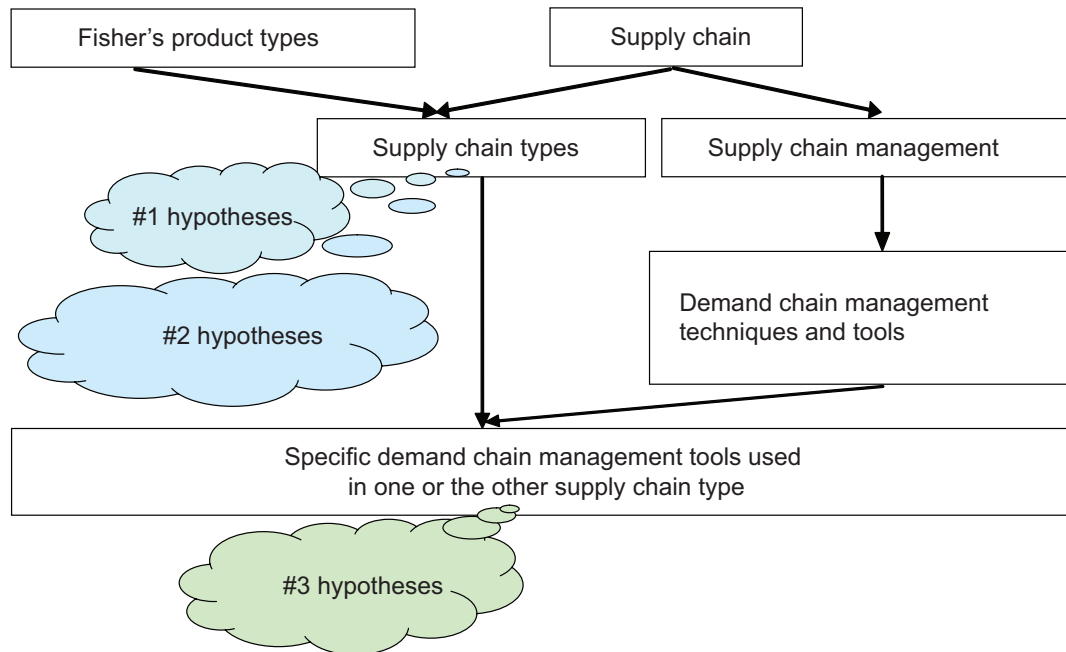 Fisher’s product types
Supply chain
Supply chain types
Supply chain management
#1 hypotheses
#2 hypotheses
Demand chain management
techniques and tools
Specific demand chain management tools used
in one or the other supply chain type
#3 hypotheses